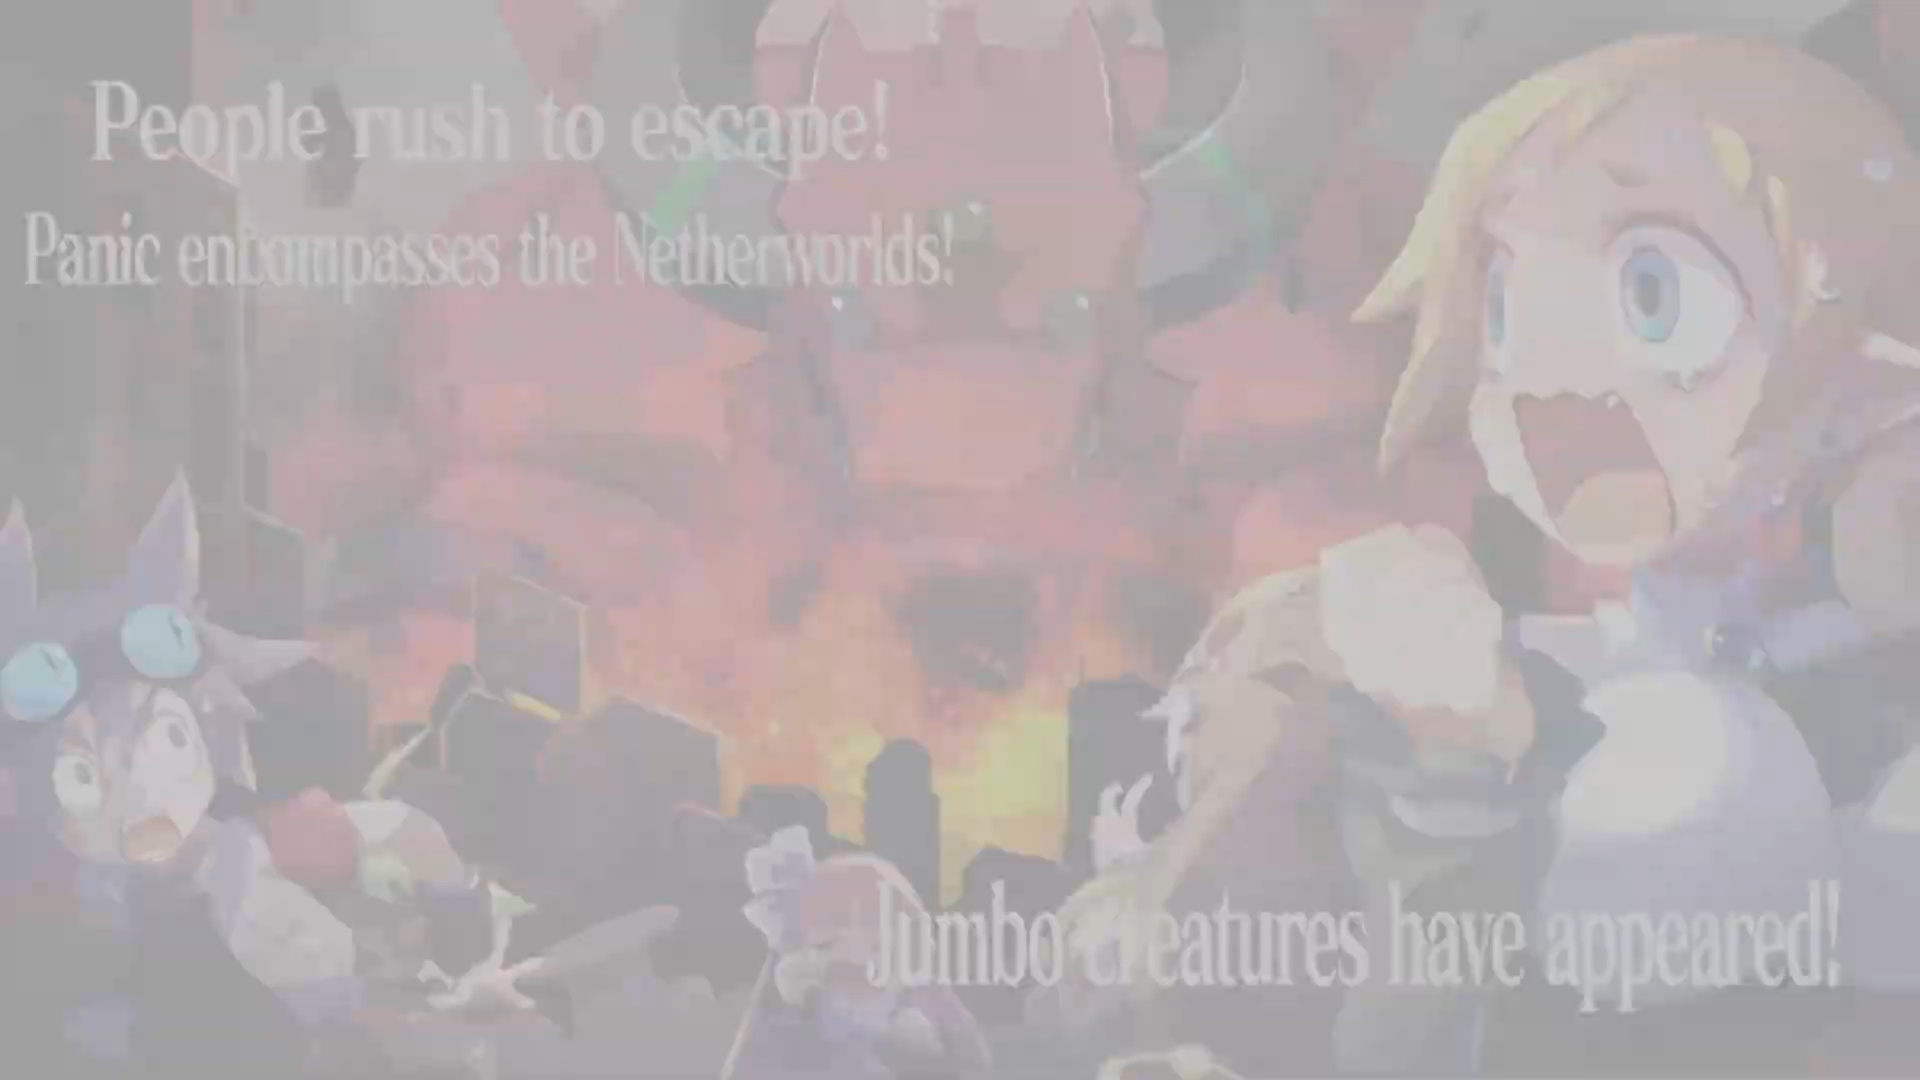 People rush to escape!
Panic encompasses the Netherworlds!
Jumbo creatures have appeared!